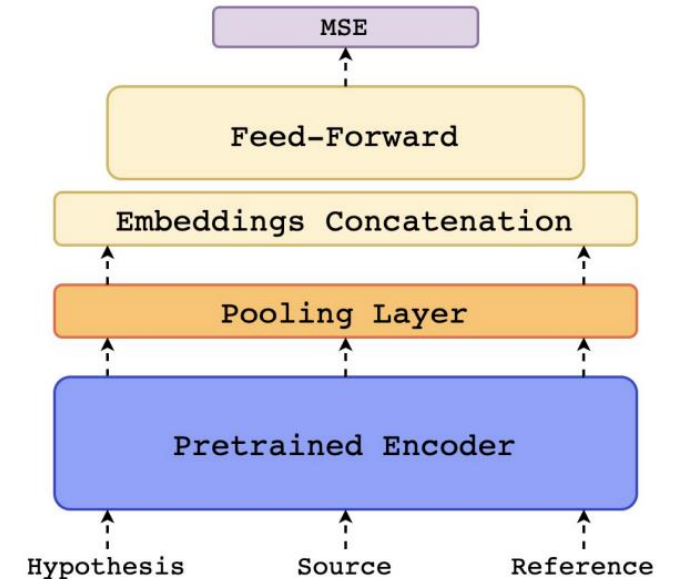 MSE
Feed-Forward
Embeddings Concatenation
Pooling Layer
Pretrained Encoder
Hypothesis Source Reference